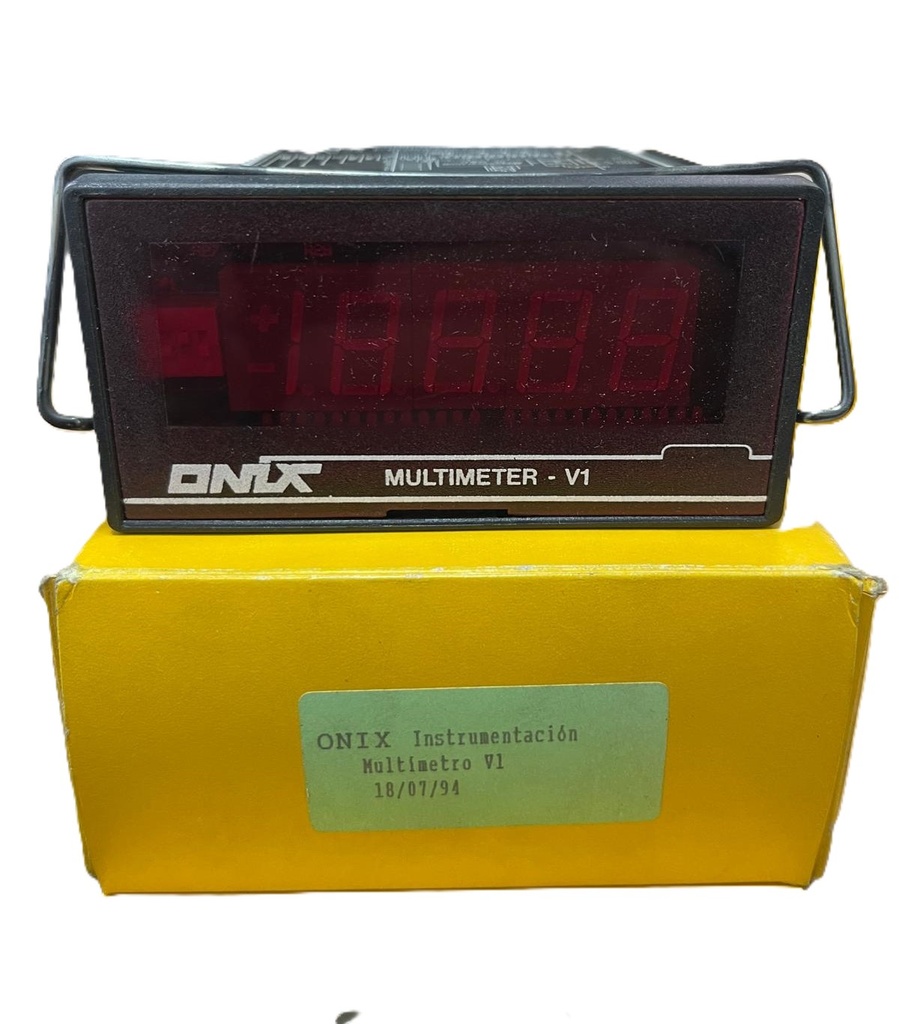 ONIX
MULTIMETER - V1
ONIX Instrumentación
Multímetro V1
18/07/94